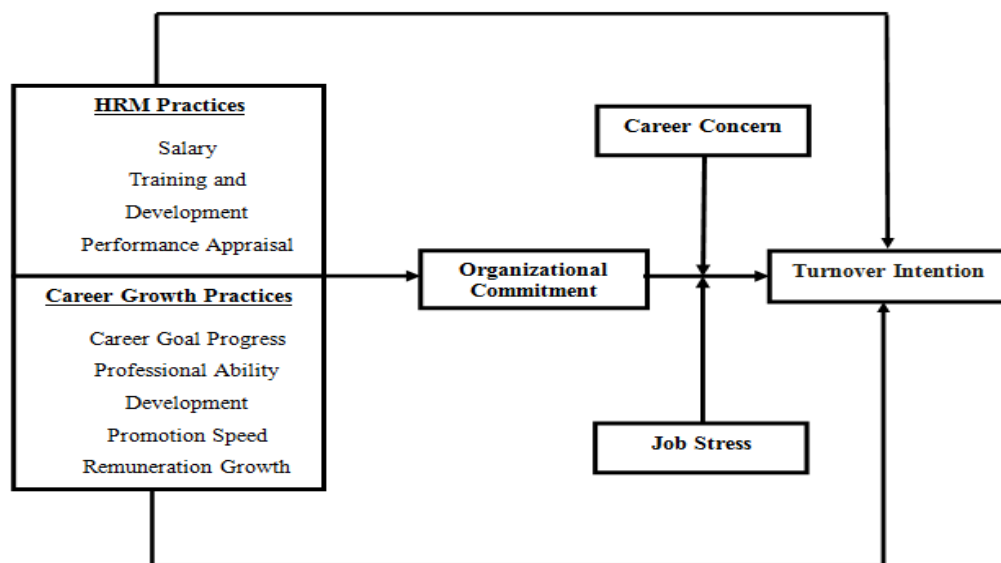 HRM Practices
Salary
Training and
Development
Performance Appraisal
Career Growth Practices
Career Goal Progress
Professional Ability
Development
Promotion Speed
Remuneration Growth
Organizational
Commitment
Career Concern
Job Stress
Turnover Intention